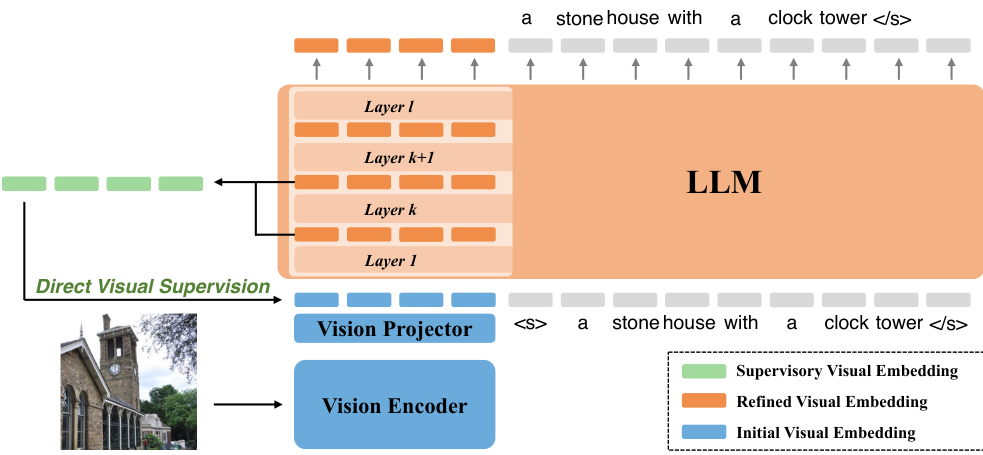 a stone house with a clock tower </s>
Layer l
Layer k+1
LLM
Layer k
Layer 1
Direct Visual Supervision
Vision Projector
<s> a stone house with a clock tower </s>
Vision Encoder
Supervisory Visual Embedding
Refined Visual Embedding
Initial Visual Embedding